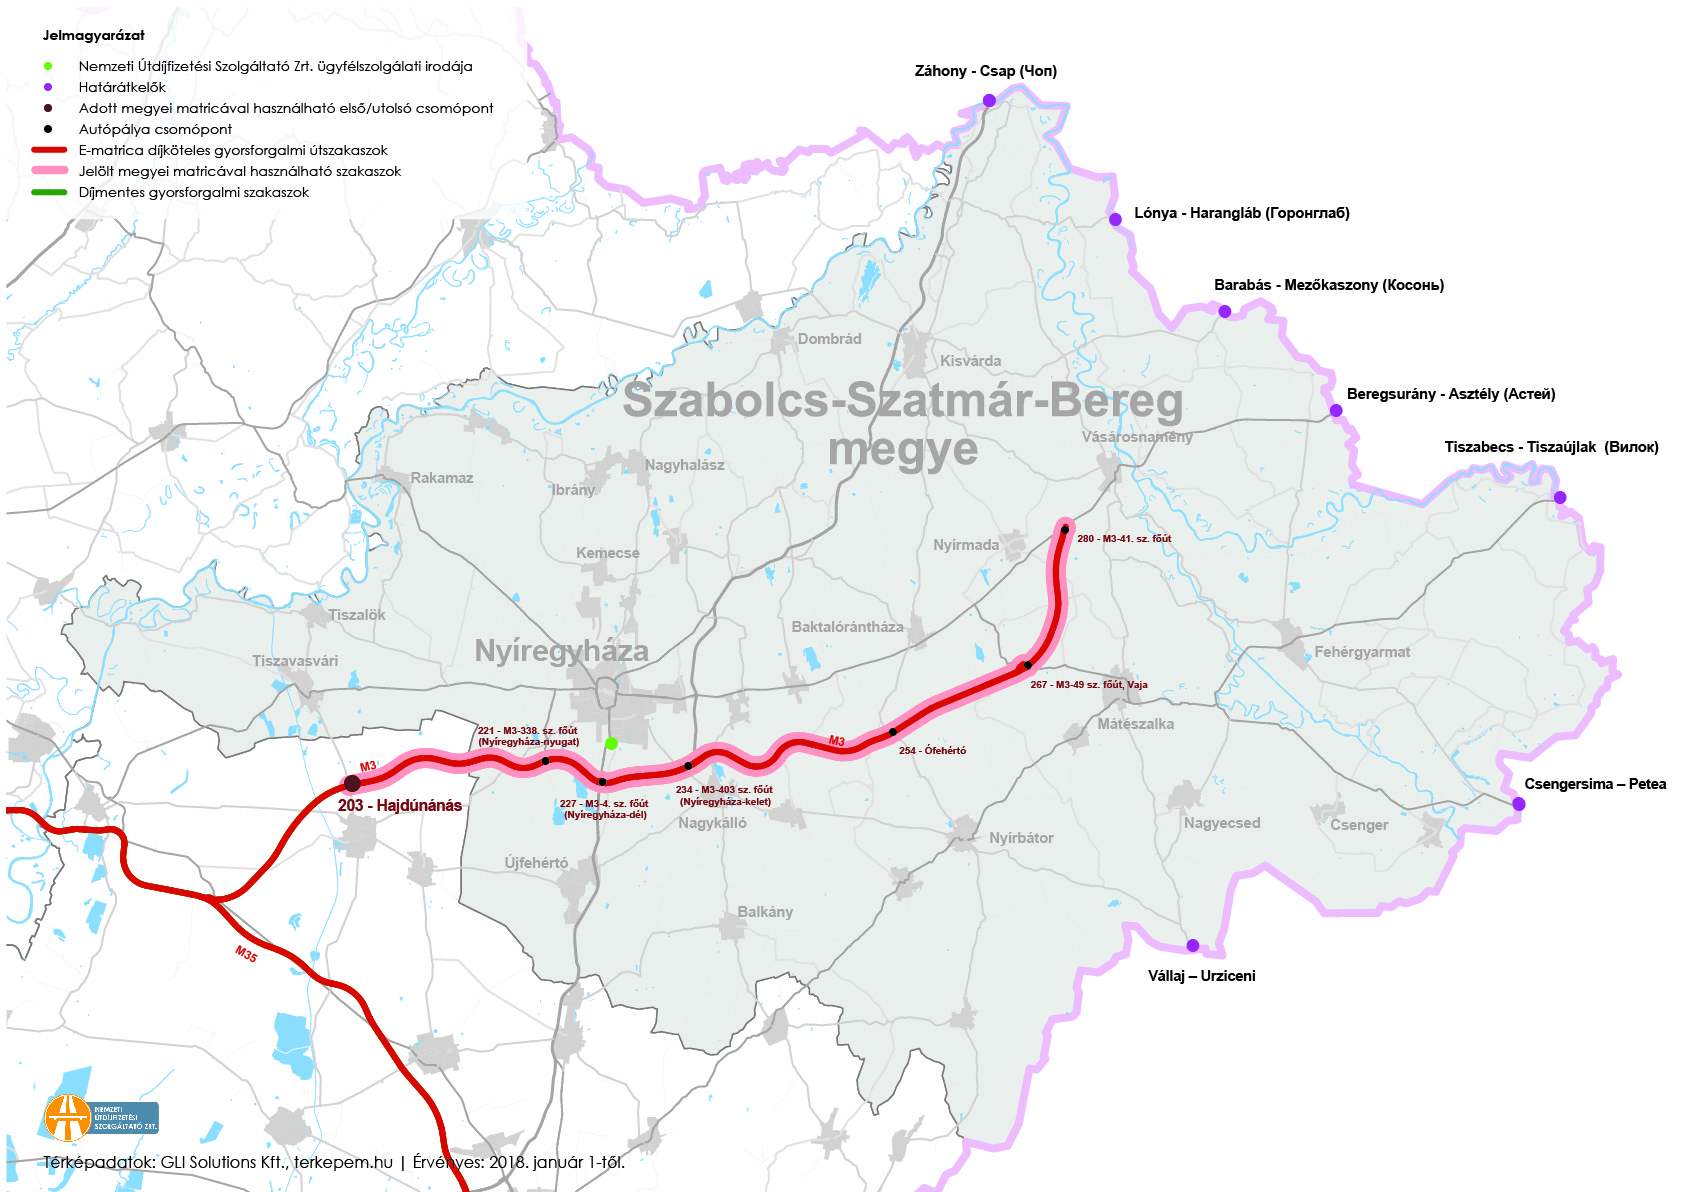 Jelmagyarázat
Nemzeti Útdíjfizetési Szolgáltató Zrt. ügyfélszolgálati irodája
Határátkelők
Adott megyei matricával használható első/utolsó csomópont
Autópálya csomópont
E-matrica díjköteles gyorsforgalmi útszakaszok
Jelölt megyei matricával használható szakaszok
Díjmentes gyorsforgalmi szakaszok
Záhony - Csap (Чоп)
Lónya - Harangláb (Горонглаб)
Barabás - Mezőkaszony (Косонь)
Beregsurány - Asztély (Астей)
Tiszabecs - Tiszaújlak (Вилок)
Dombrád
Kisvárda
Szabolcs-Szatmár-Bereg
megye
Vásárosnamény
Rakamaz
Ibrány
Nagyhalász
Kemecse
Nyírmada
280 - M3-41. sz. főút
Tiszalök
Baktalórántháza
Nyíregyháza
Tiszavasvári
Fehérgyarmat
267 - M3-49 sz. főút, Vaja
Mátészalka
221 - M3-338. sz. főút
(Nyíregyháza-nyugat)
M3
M3
254 - Ófehértó
203 - Hajdúnánás
227 - M3-4. sz. főút
(Nyíregyháza-dél)
234 - M3-403 sz. főút
(Nyíregyháza-kelet)
Nagykálló
Csengersima – Petea
Nagyecsed
Csenger
Nyírbátor
Újfehértó
Balkány
M35
Vállaj – Urziceni
NEMZETI
ÚTDÍJFIZETÉSI
SZOLGÁLTATÓ ZRT.
Térképadatok: GLI Solutions Kft., terkepem.hu | Érvényes: 2018. január 1-től.